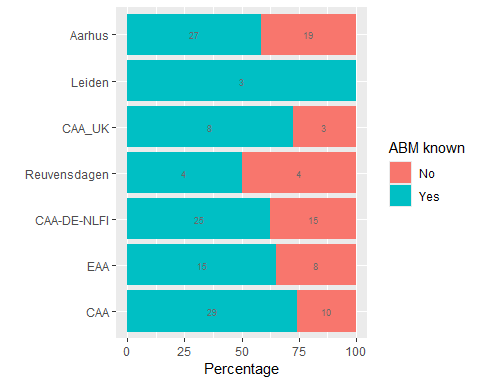 Aarhus 27 19
Leiden 3
CAA_UK 8 3
Reuvensdagen 4 4
CAA-DE-NLFI 25 15
EAA 15 8
CAA 29 10
0 25 50 75 100
Percentage
ABM known
No
Yes